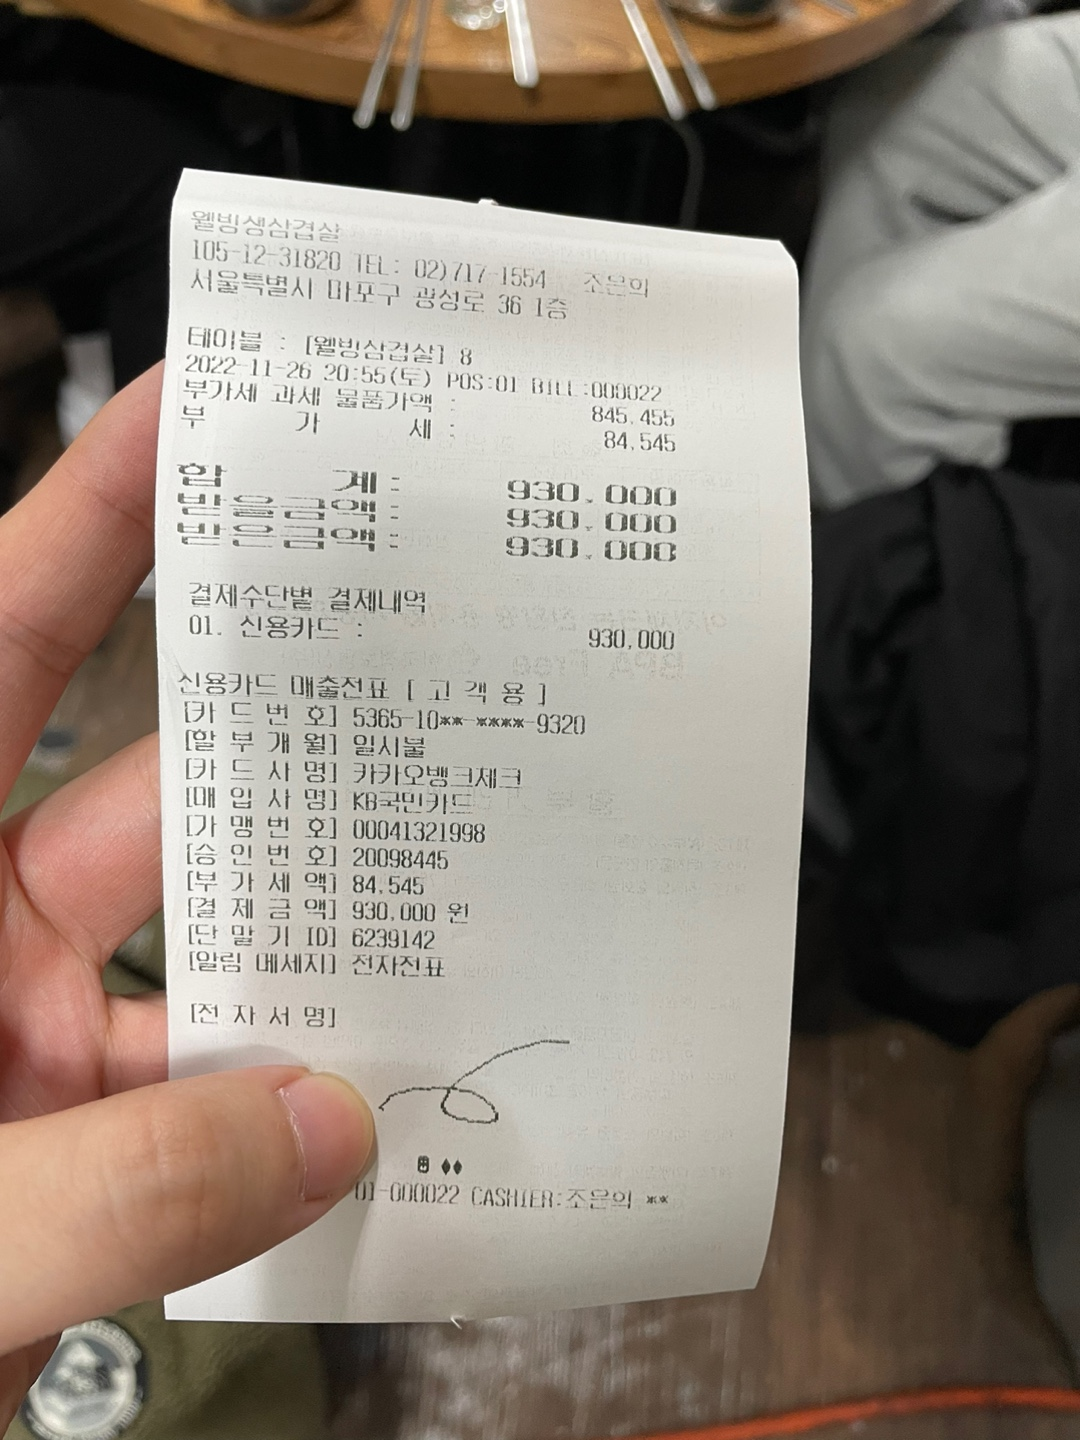 웰빙생삼겹살
105-12-31820 TEL: 02)717-1554 조은희
서울특별시 마포구 광성로 36 1층
테이블 : [웰빙삼겹살] 8
2022-11-26 20:55(토) POS:01 BILL:000022
부가세 과세 물품가액 : 845,455
부 가 세 : 84,545
합 계 : 930,000
받을금액 : 930,000
받은금액 : 930,000
결제수단별 결제내역
01. 신용카드 : 930,000
신용카드 매출전표 [ 고 객 용 ]
[카 드 번 호] 5365-10**-****-9320
[할 부 개 월] 일시불
[카 드 사 명] 카카오뱅크체크
[매 입 사 명] KB국민카드
[가 맹 번 호] 00041321998
[승 인 번 호] 20098445
[부 가 세 액] 84,545
[결 제 금 액] 930,000 원
[단 말 기 ID] 6239142
[알림 메세지] 전자전표
[전 자 서 명]
01-000022 CASHIER:조은희 **